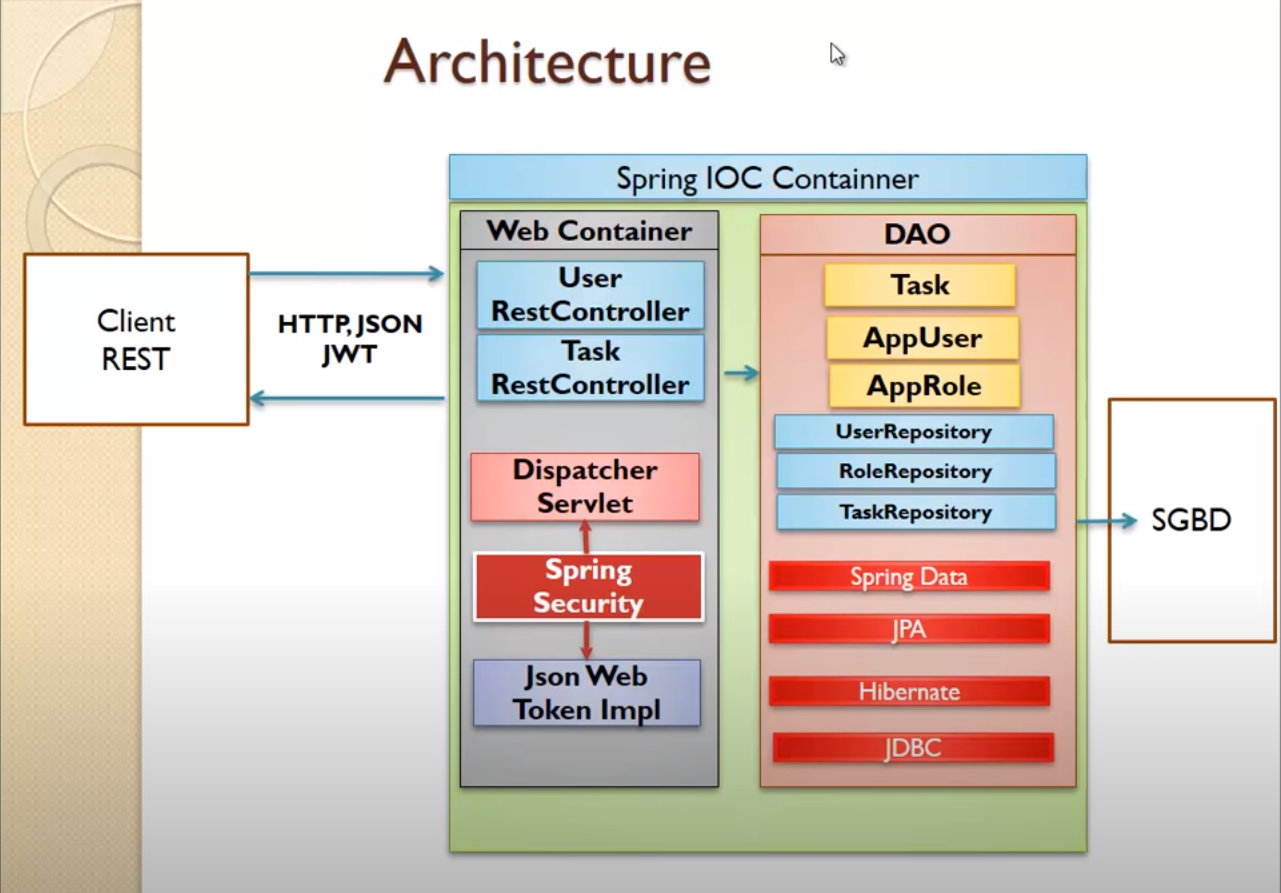 Architecture
Spring IOC Containner
Web Container
User
RestController
Task
RestController
Dispatcher
Servlet
Spring
Security
Json Web
Token Impl
DAO
Task
AppUser
AppRole
UserRepository
RoleRepository
TaskRepository
Spring Data
JPA
Hibernate
JDBC
Client
REST
HTTP, JSON
JWT
SGBD